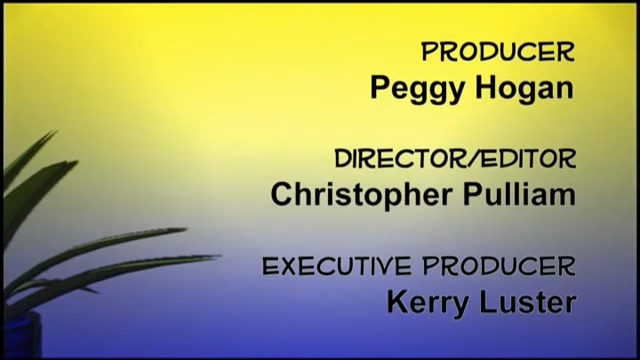 PRODUCER
Peggy Hogan
DIRECTOR/EDITOR
Christopher Pulliam
EXECUTIVE PRODUCER
Kerry Luster